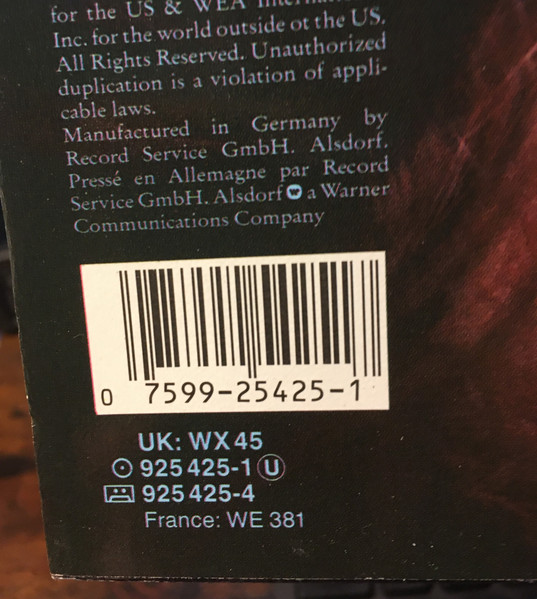 for the US & WEA
Inc. for the world outside ot the US.
All Rights Reserved. Unauthorized
duplication is a violation of appli-
cable laws.
Manufactured in Germany by
Record Service GmbH. Alsdorf.
Pressé en Allemagne par Record
Service GmbH. Alsdorf a Warner
Communications Company
0 7599-25425-1
UK: WX 45
925 425-1 U
925 425-4
France: WE 381